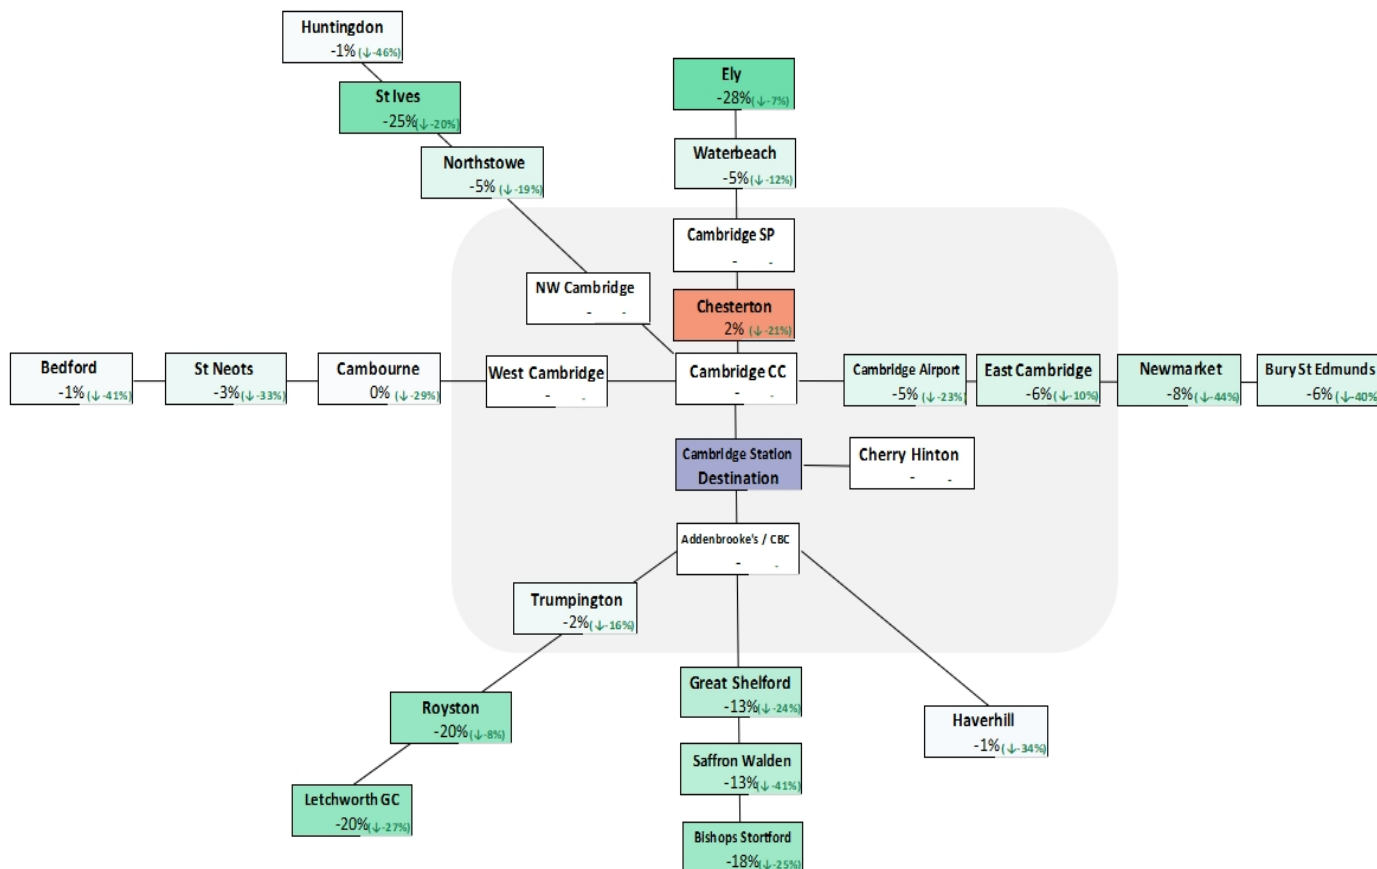 Huntingdon
-1% (↓-46%)
St Ives
-25% (↓-20%)
Northstowe
-5% (↓-19%)
Ely
-28% (↓-7%)
Waterbeach
-5% (↓-12%)
Cambridge SP
- -
NW Cambridge
- -
Chesterton
2% (↓-21%)
Bedford
-1% (↓-41%)
St Neots
-3% (↓-33%)
Cambourne
0% (↓-29%)
West Cambridge
- -
Cambridge CC
- -
Cambridge Airport
-5% (↓-23%)
East Cambridge
-6% (↓-10%)
Newmarket
-8% (↓-44%)
Bury St Edmunds
-6% (↓-40%
Cambridge Station
Destination
Cherry Hinton
- -
Addenbrooke's / CBC
- -
Trumpington
-2% (↓-16%)
Royston
-20% (↓-8%)
Letchworth GC
-20% (↓-27%)
Great Shelford
-13% (↓-24%)
Saffron Walden
-13% (↓-41%)
Bishops Stortford
-18% (↓-25%)
Haverhill
-1% (↓-34%)